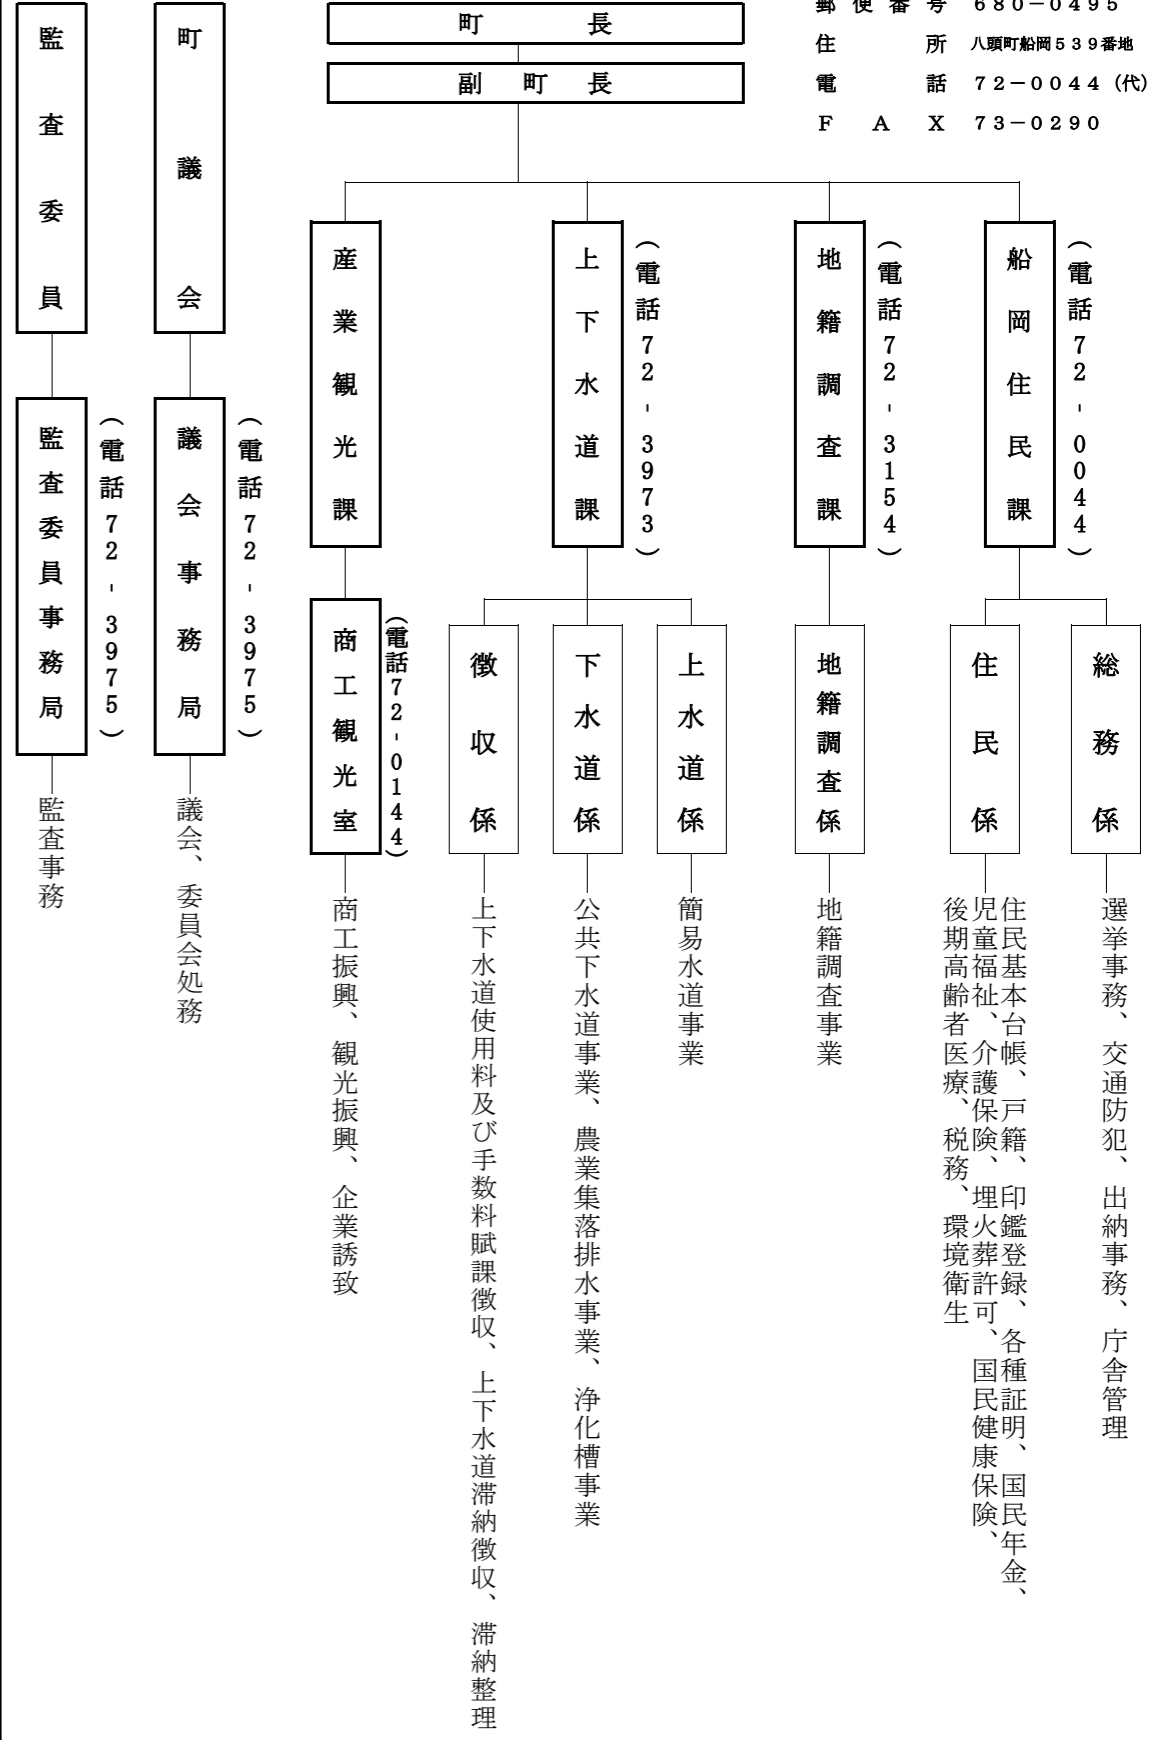 郵便番号 680-0495
住所 八頭町船岡539番地
電話 72-0044(代)
FAX 73-0290
町長
副町長
船岡住民課
(電話72-0044)
総務係
選挙事務、交通防犯、出納事務、庁舎管理
住民係
住民基本台帳、戸籍、印鑑登録、各種証明、国民年金、
児童福祉、介護保険、埋火葬許可、国民健康保険、
後期高齢者医療、税務、環境衛生
地籍調査課
(電話72-3154)
地籍調査係
地籍調査事業
上下水道課
(電話72-3973)
上水道係
簡易水道事業
下水道係
公共下水道事業、農業集落排水事業、浄化槽事業
徴収係
上下水道使用料及び手数料賦課徴収、上下水道滞納徴収、滞納整理
産業観光課
商工観光室
(電話72-0144)
商工振興、観光振興、企業誘致
町議会
議会事務局
(電話72-3975)
議会、委員会処務
監査委員
監査委員事務局
(電話72-3975)
監査事務